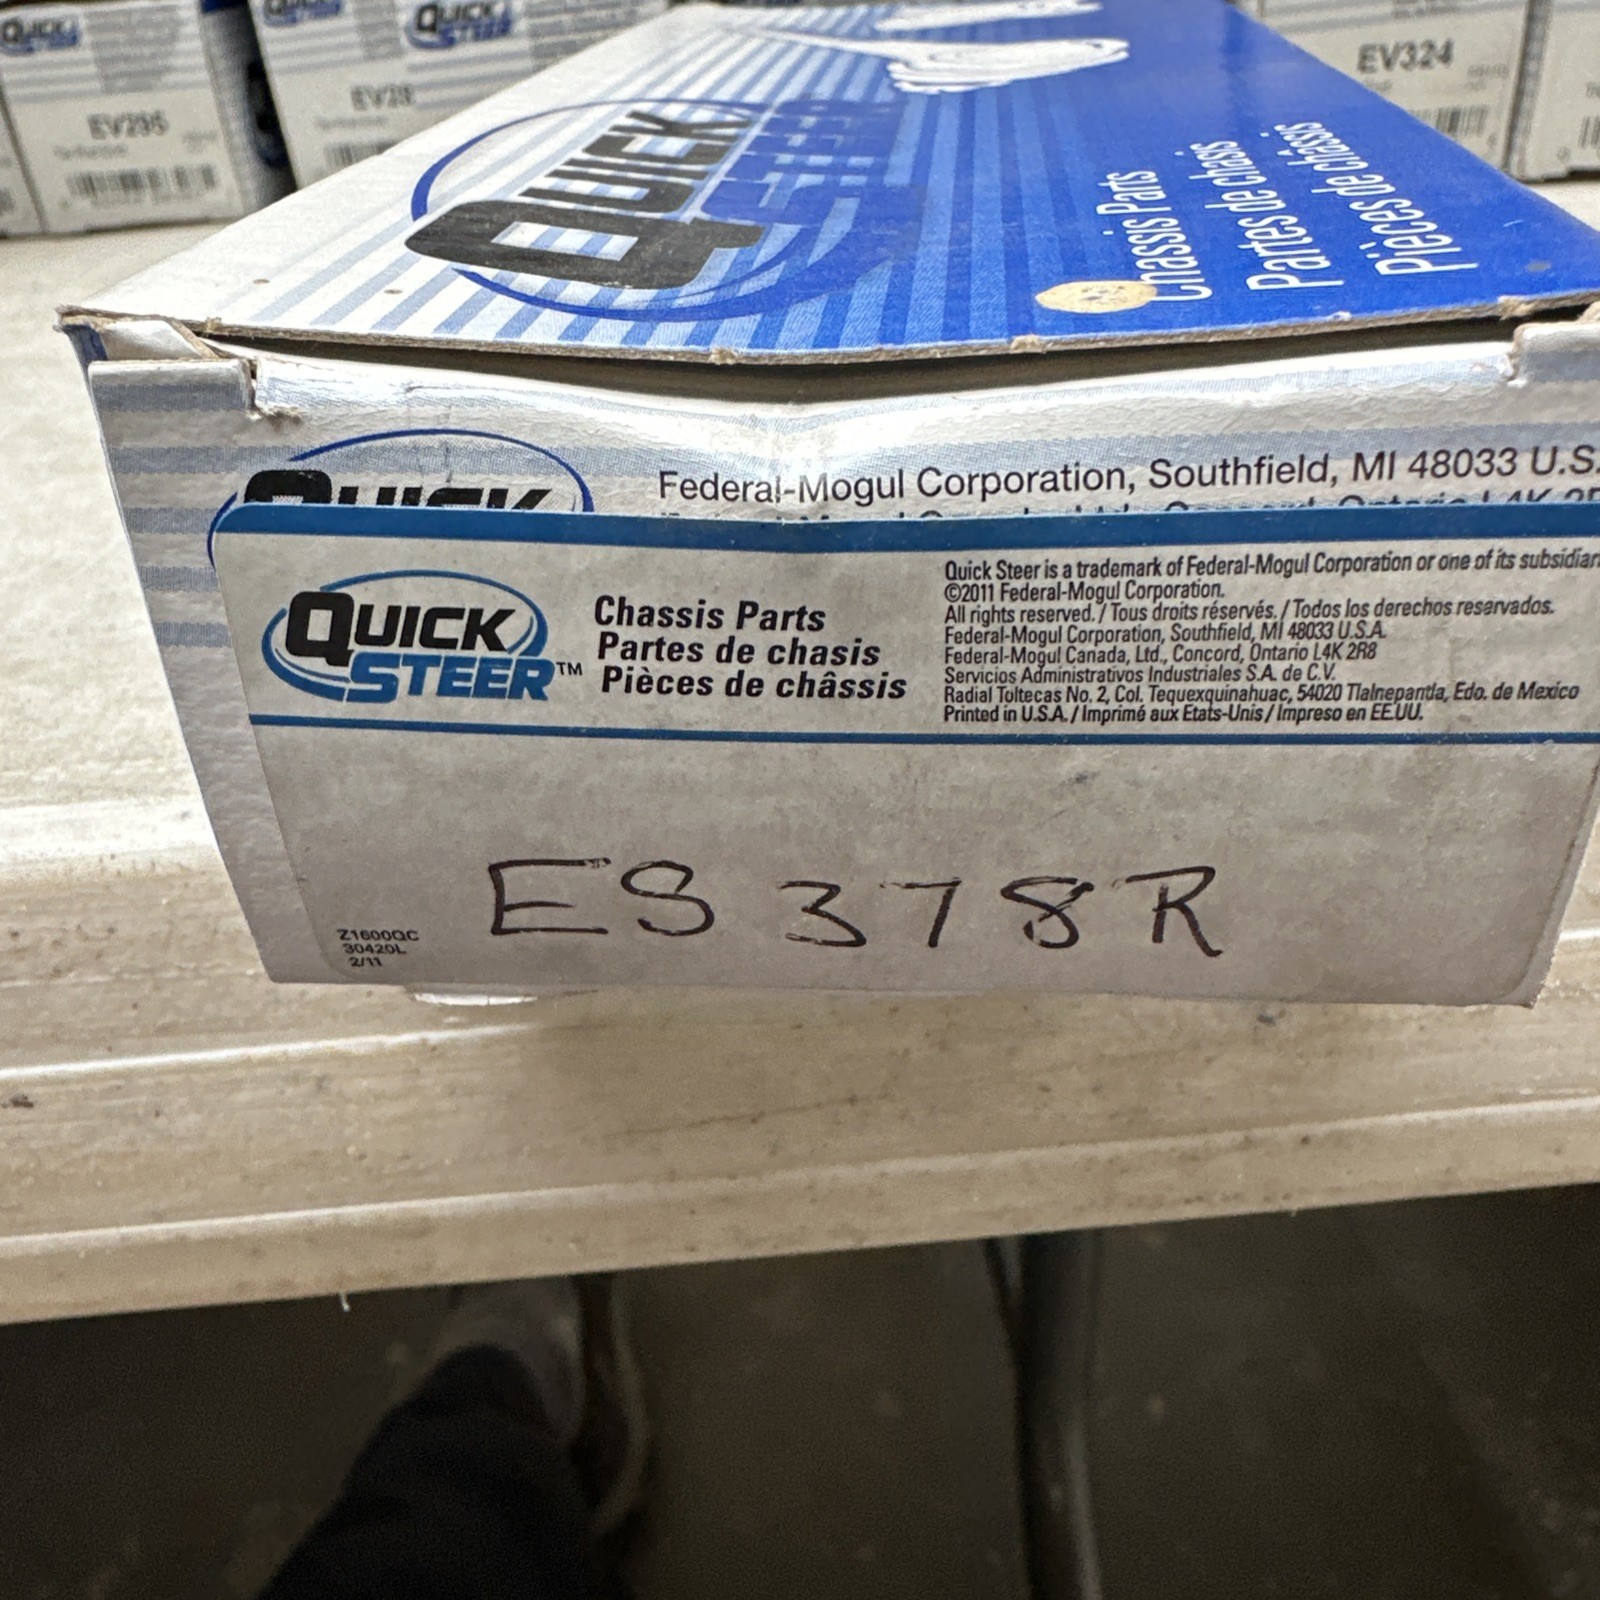 QUICK STEER
EV295
EV28
EV324
QUICK
STEER
Chassis Parts
Partes de chasis
Pièces de châssis
QUICK
Federal-Mogul Corporation, Southfield, MI 48033 U.S.
QUICK
STEER™
Chassis Parts
Partes de chasis
Pièces de châssis
Quick Steer is a trademark of Federal-Mogul Corporation or one of its subsidiar
©2011 Federal-Mogul Corporation.
All rights reserved. / Tous droits réservés. / Todos los derechos reservados.
Federal-Mogul Corporation, Southfield, MI 48033 U.S.A.
Federal-Mogul Canada, Ltd., Concord, Ontario L4K 2R8
Servicios Administrativos Industriales S.A. de C.V.
Radial Toltecas No. 2, Col. Tequexquinahuac, 54020 Tlalnepantla, Edo. de Mexico
Printed in U.S.A. / Imprimé aux Etats-Unis / Impreso en EE.UU.
ES 378R
Z1600QC
30420L
2/11